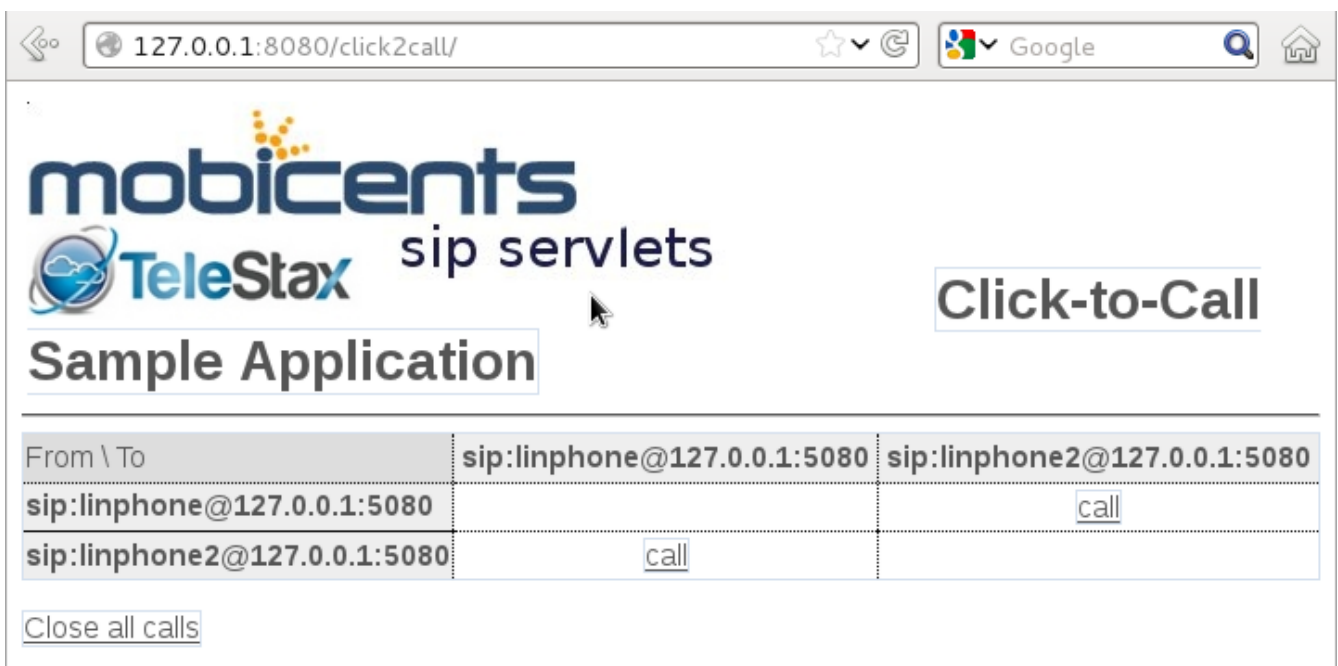 127.0.0.1:8080/click2call/ Google
mobicents
TeleStax sip servlets
Click-to-Call
Sample Application
From \ To sip:linphone@127.0.0.1:5080 sip:linphone2@127.0.0.1:5080
sip:linphone@127.0.0.1:5080 call
sip:linphone2@127.0.0.1:5080 call
Close all calls